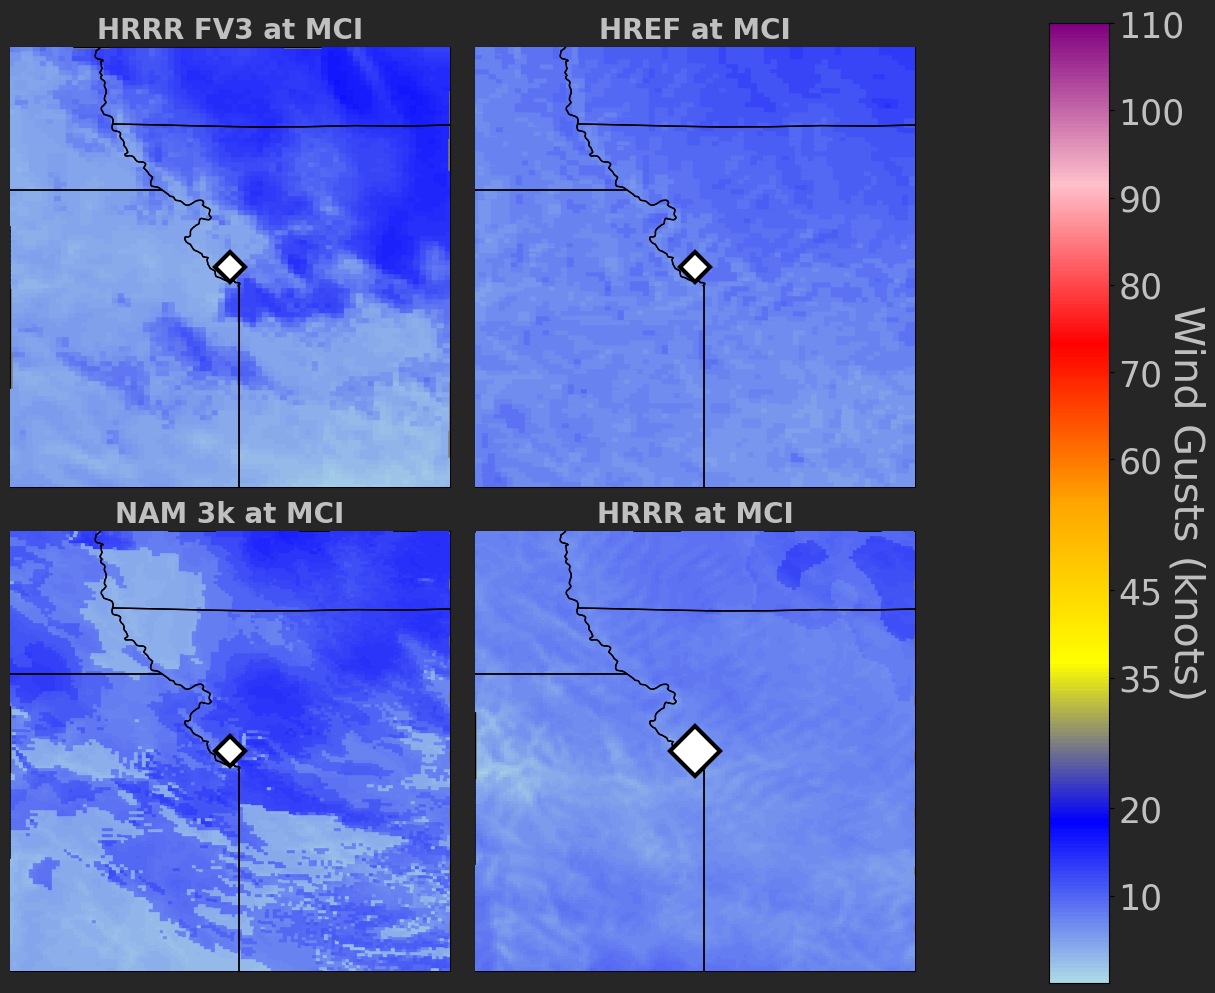 HRRR FV3 at MCI
HREF at MCI
NAM 3k at MCI
HRRR at MCI
110
100
90
80
70
60
45
35
20
10
Wind Gusts (knots)